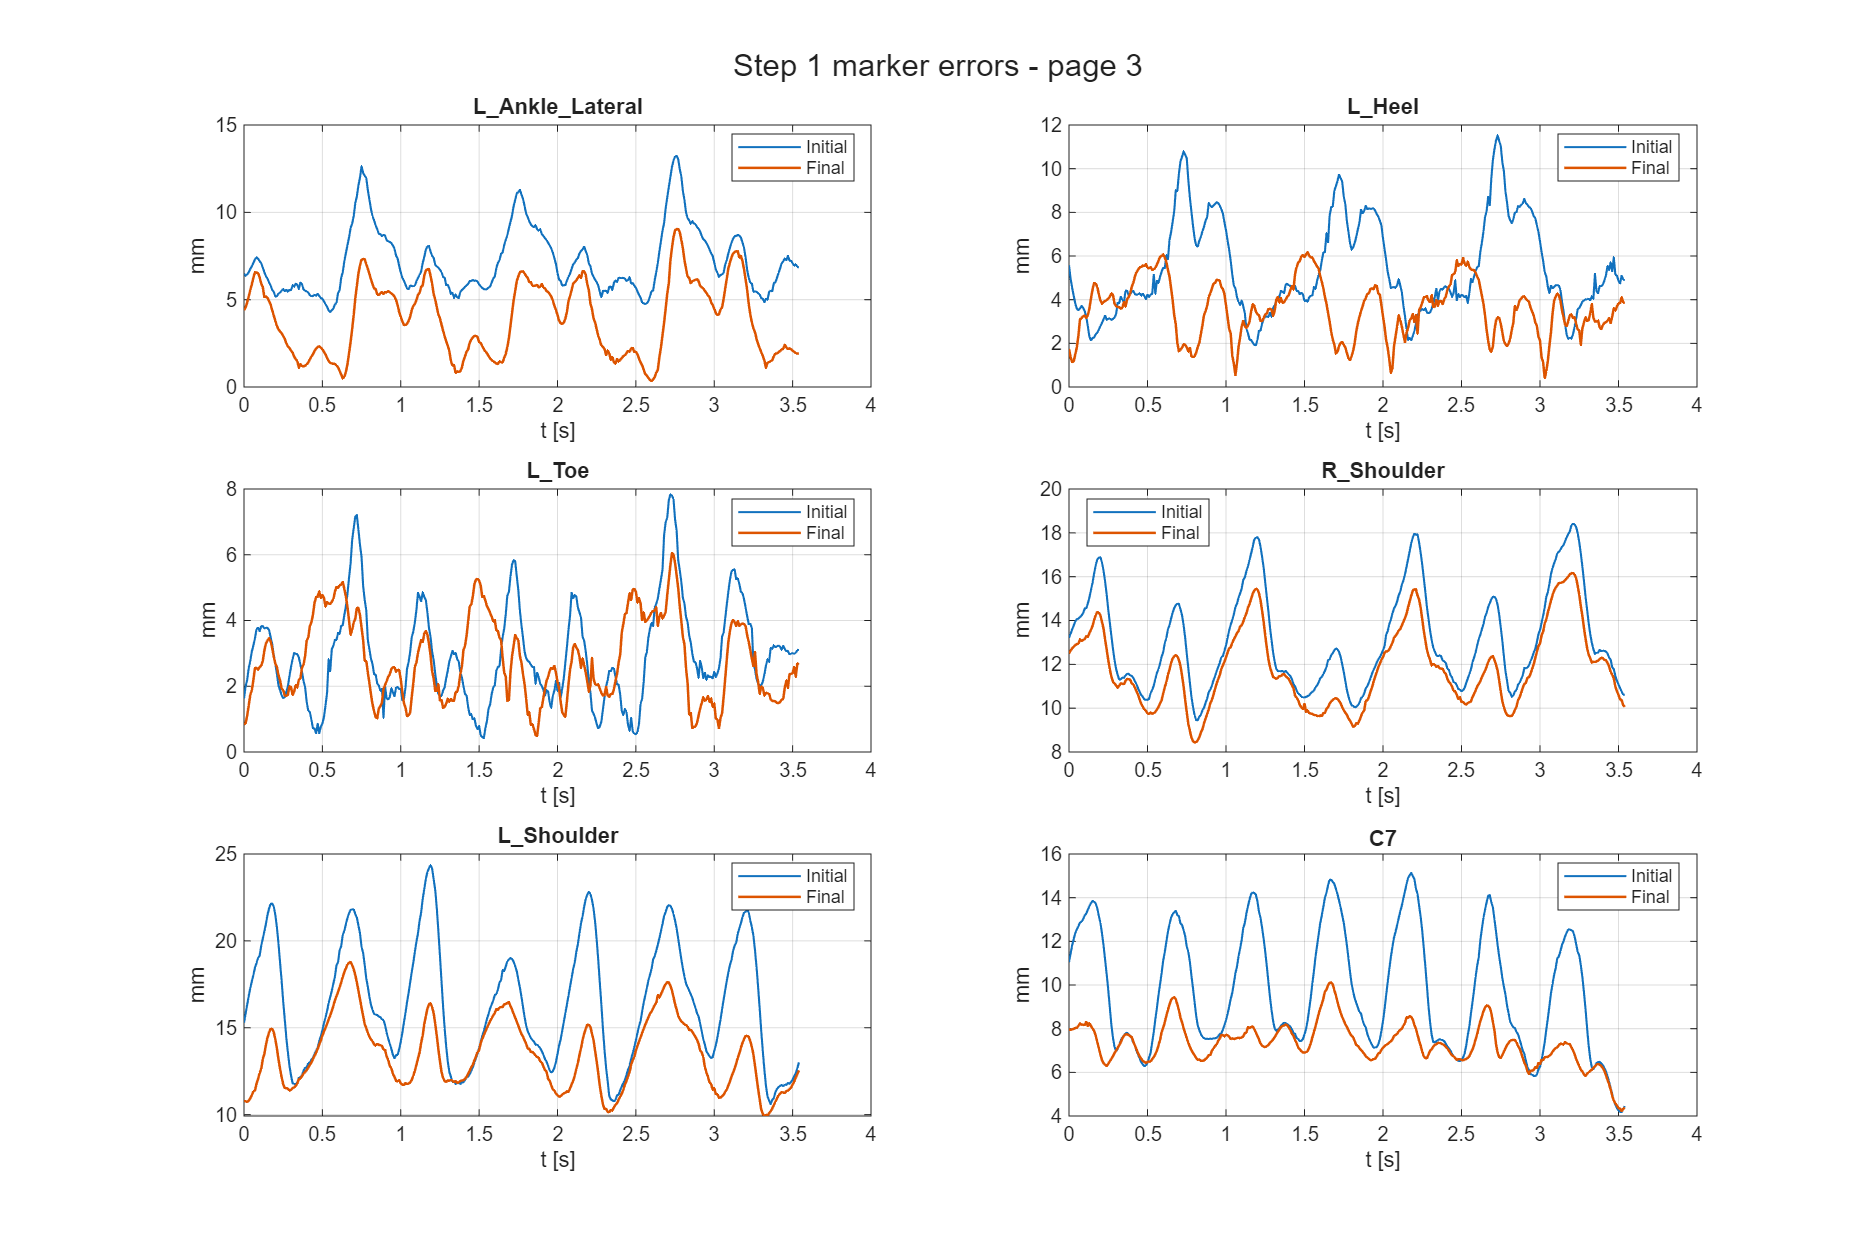 Step 1 marker errors - page 3
L_Ankle_Lateral
15
10
5
0
mm
Initial
Final
0 0.5 1 1.5 2 2.5 3 3.5 4
t [s]
L_Heel
12
10
8
6
4
2
0
mm
Initial
Final
0 0.5 1 1.5 2 2.5 3 3.5 4
t [s]
L_Toe
8
6
4
2
0
mm
Initial
Final
0 0.5 1 1.5 2 2.5 3 3.5 4
t [s]
R_Shoulder
20
18
16
14
12
10
8
mm
Initial
Final
0 0.5 1 1.5 2 2.5 3 3.5 4
t [s]
L_Shoulder
25
20
15
10
mm
Initial
Final
0 0.5 1 1.5 2 2.5 3 3.5 4
t [s]
C7
16
14
12
10
8
6
4
mm
Initial
Final
0 0.5 1 1.5 2 2.5 3 3.5 4
t [s]